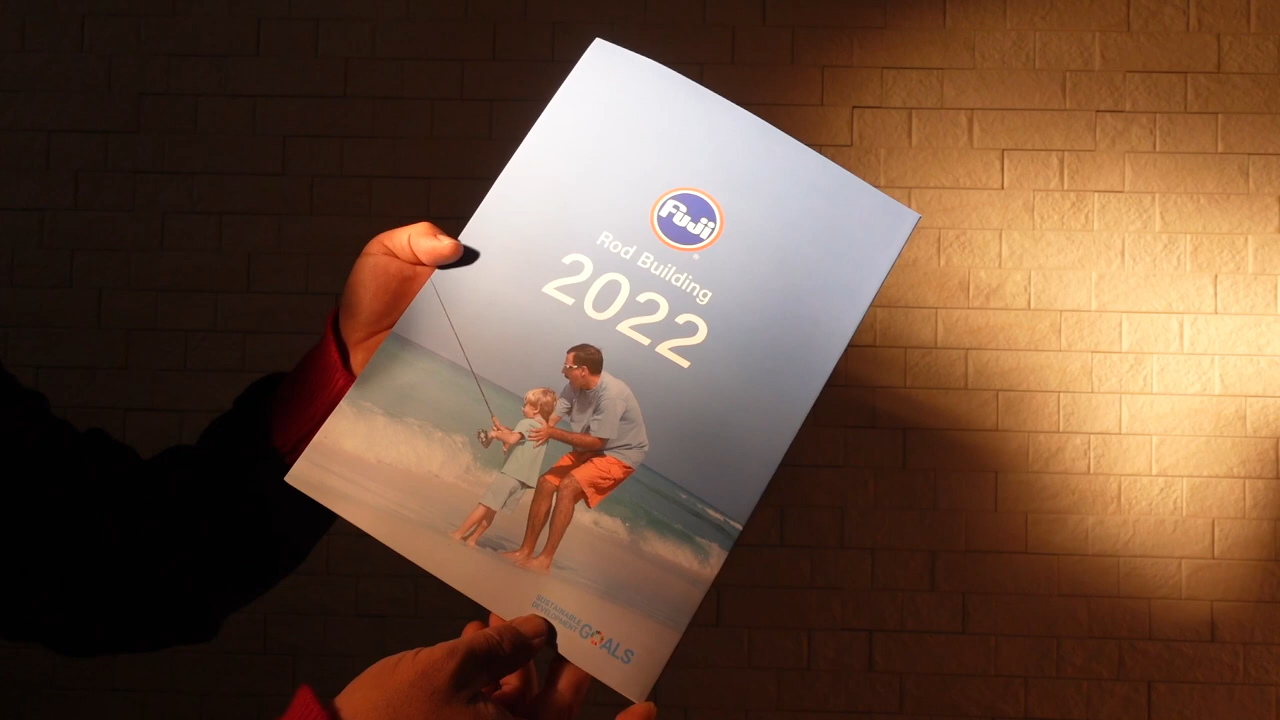 Fuji
®
Rod Building
2022
SUSTAINABLE
DEVELOPMENT
GOALS